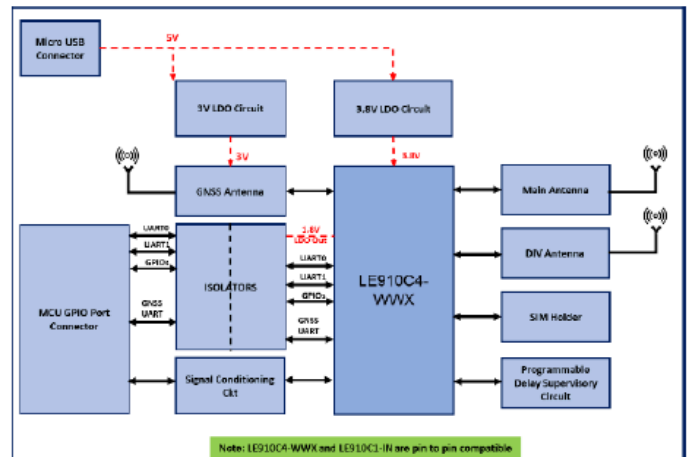 Micro USB
Connector
5V
3V LDO Circuit
3.8V LDO Circuit
3V
3.8V
GNSS Antenna
Main Antenna
UART0
UART1
GPIOs
GNSS
UART
MCU GPIO Port
Connector
ISOLATORS
1.8V
LDO Out
UART0
UART1
GPIOs
GNSS
UART
LE910C4-
WWX
DIV Antenna
SIM Holder
Signal Conditioning
Ckt
Programmable
Delay Supervisory
Circuit
Note: LE910C4-WWX and LE910C1-IN are pin to pin compatible